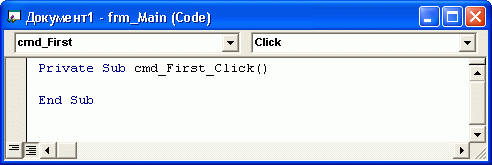 Документ1 - frm_Main (Code)
cmd_First Click
Private Sub cmd_First_Click()
End Sub